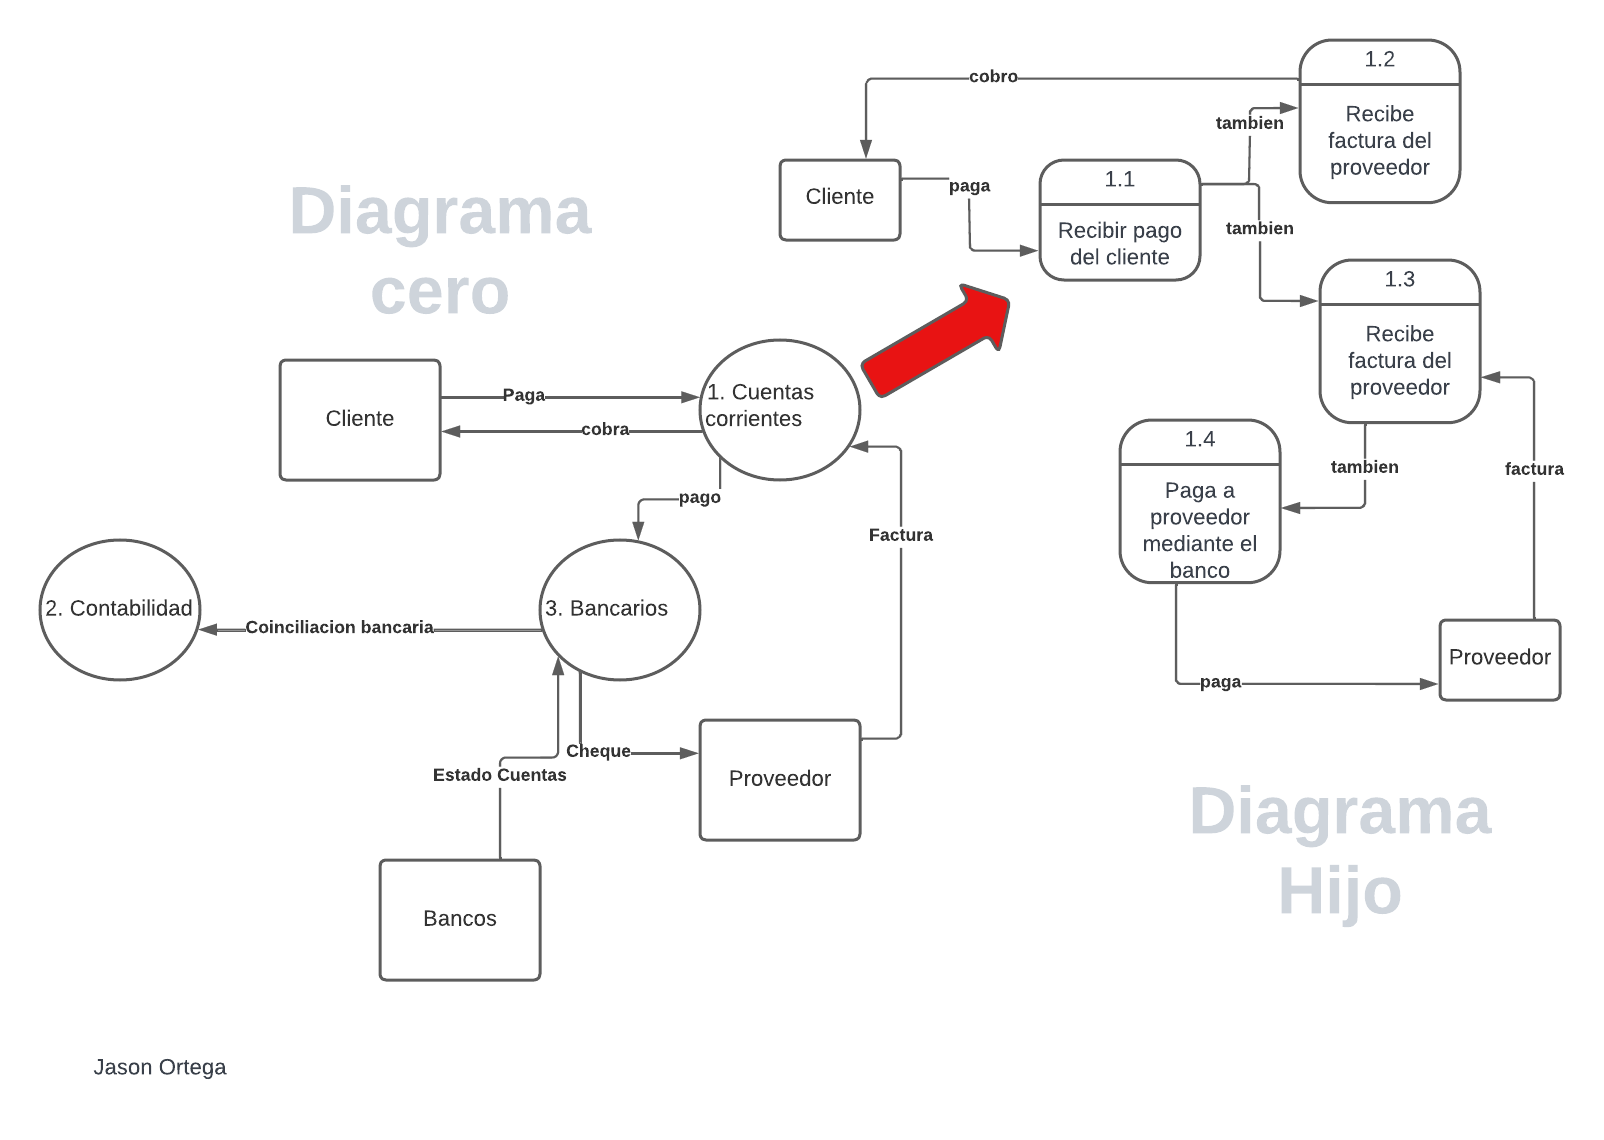 Diagrama
cero
Cliente
Paga
cobra
1. Cuentas
corrientes
pago
Factura
2. Contabilidad
Coinciliacion bancaria
3. Bancarios
Cheque
Estado Cuentas
Proveedor
Bancos
Jason Ortega
cobro
1.2
Recibe
factura del
proveedor
tambien
Cliente
paga
1.1
Recibir pago
del cliente
tambien
1.3
Recibe
factura del
proveedor
1.4
Paga a
proveedor
mediante el
banco
tambien
factura
Proveedor
paga
Diagrama
Hijo